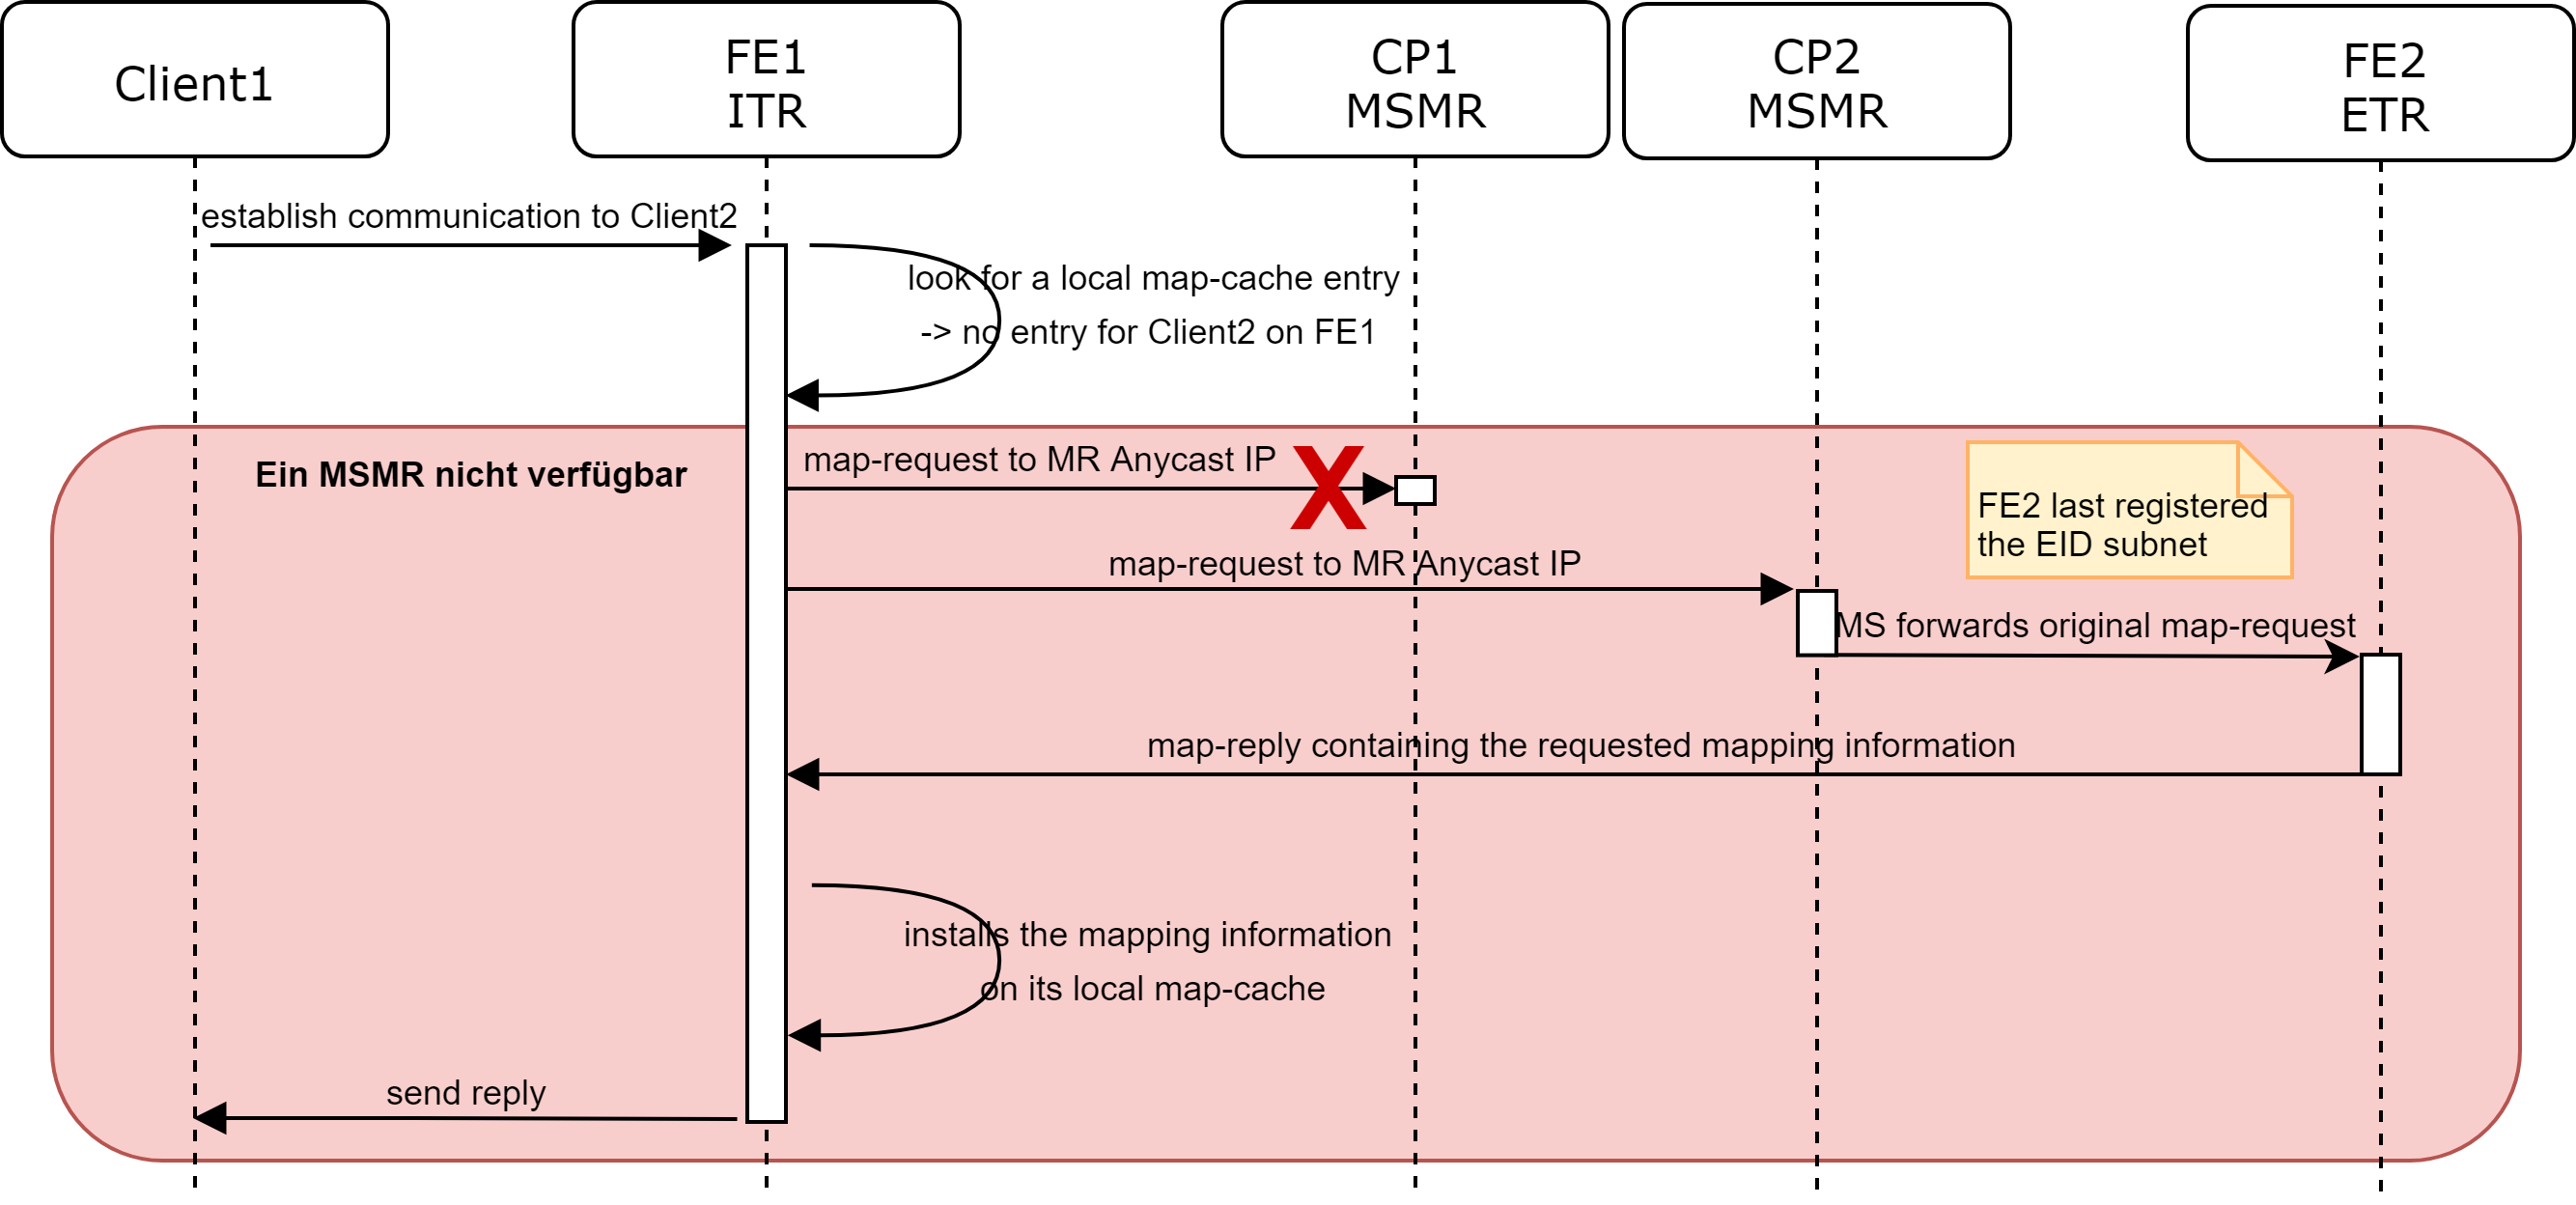 Client1
FE1
ITR
CP1
MSMR
CP2
MSMR
FE2
ETR
establish communication to Client2
look for a local map-cache entry
-> no entry for Client2 on FE1
Ein MSMR nicht verfügbar
map-request to MR Anycast IP
X
FE2 last registered
the EID subnet
map-request to MR Anycast IP
MS forwards original map-request
map-reply containing the requested mapping information
installs the mapping information
on its local map-cache
send reply